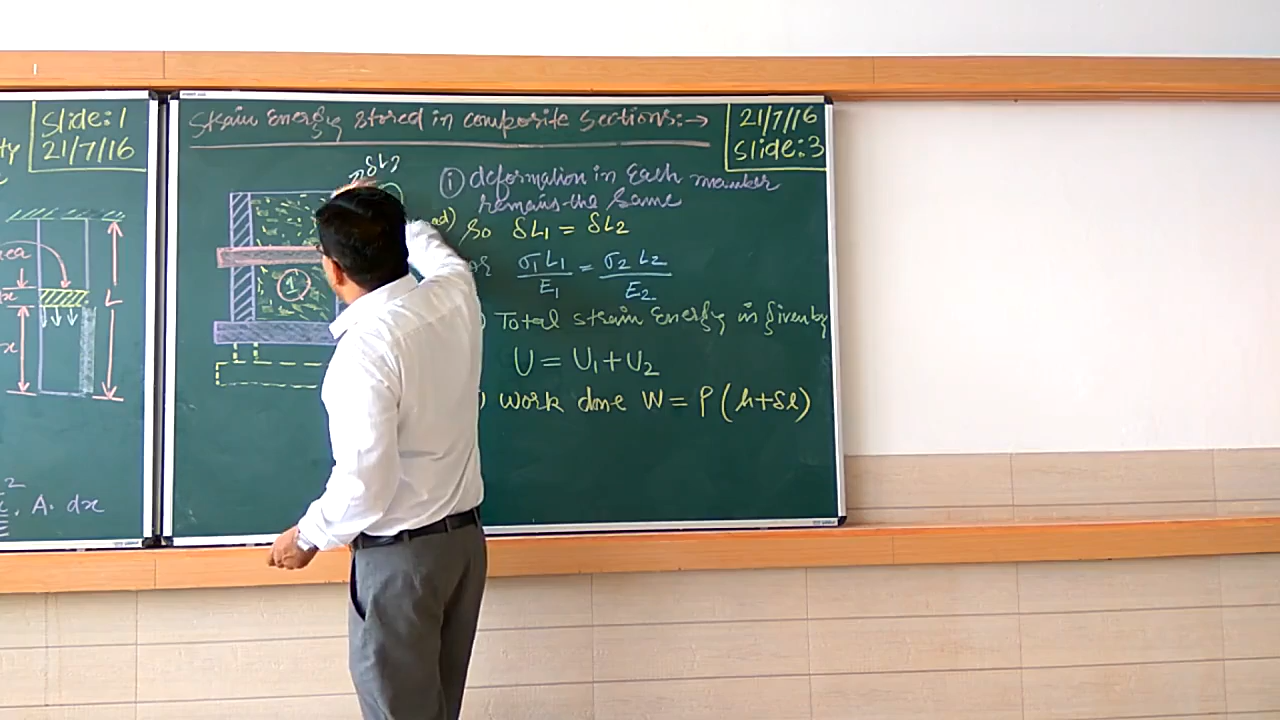 Slide:1
21/7/16
L
x
A. dx
Strain Energy stored in composite sections:→
21/7/16
Slide:3
δL2
1
(i) deformation in Each member
remains the same
So δL1 = δL2
σ1 L1 / E1 = σ2 L2 / E2
Total strain Energy is given by
U = U1 + U2
work done W = P (h+δl)